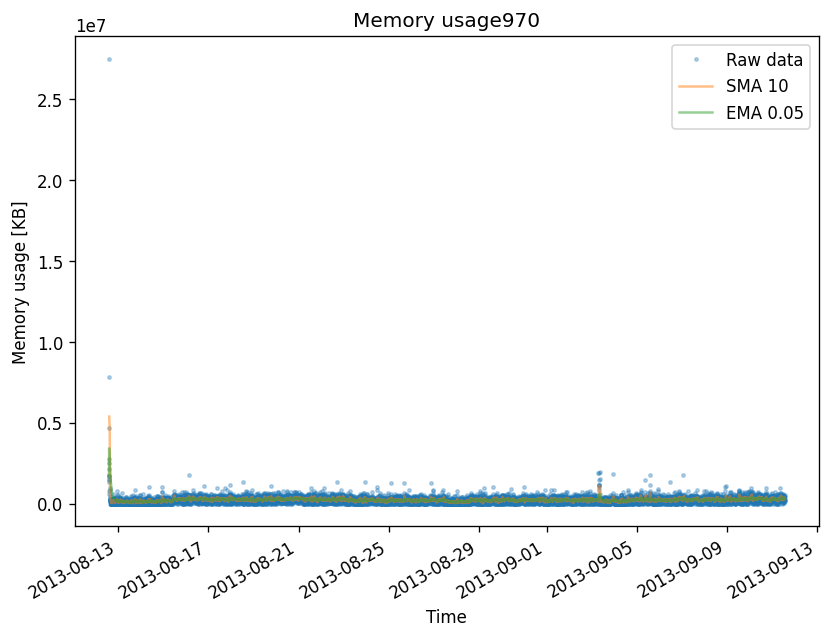 Memory usage970
1e7
Raw data
SMA 10
EMA 0.05
2.5
2.0
1.5
1.0
0.5
0.0
Memory usage [KB]
2013-08-13
2013-08-17
2013-08-21
2013-08-25
2013-08-29
2013-09-01
2013-09-05
2013-09-09
2013-09-13
Time